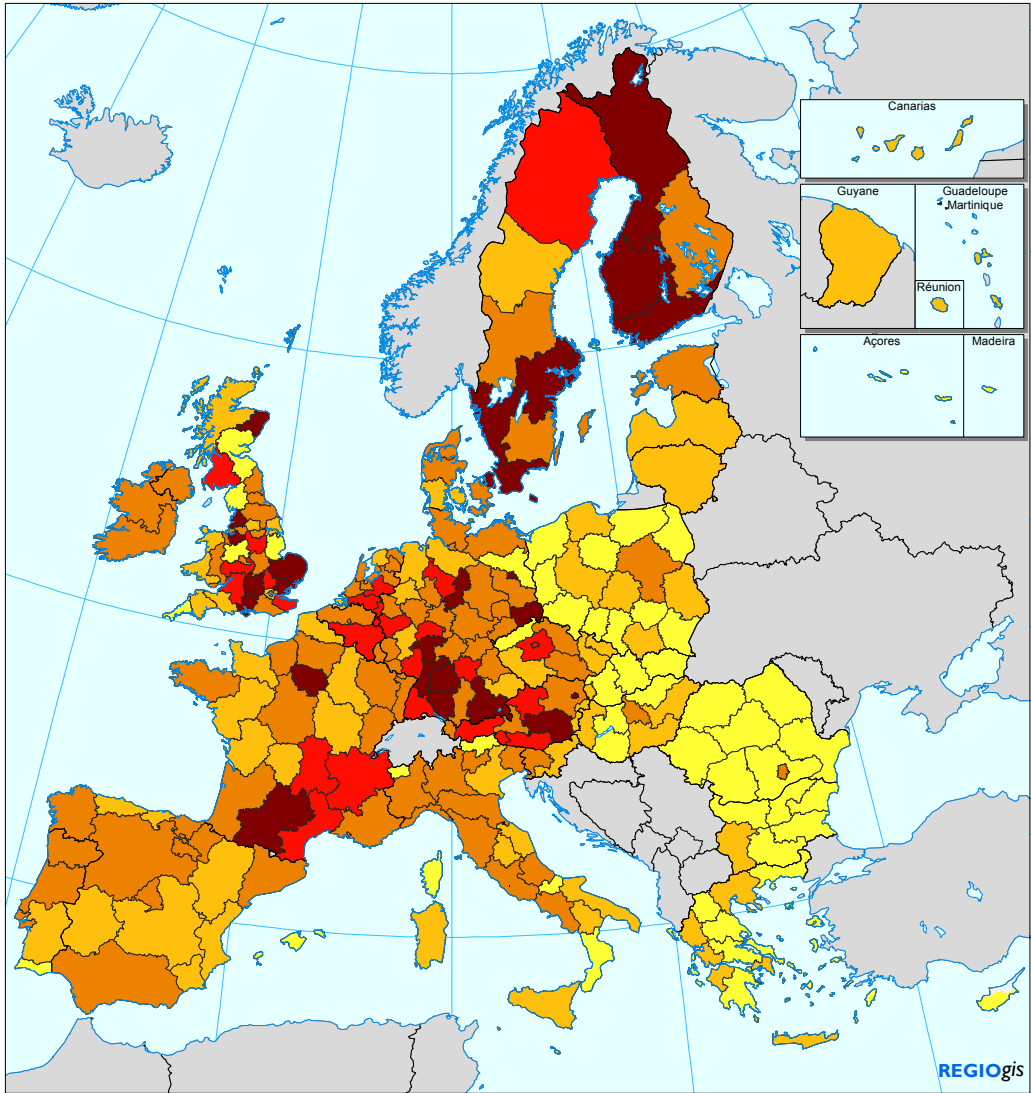 Canarias
Guyane
Guadeloupe
Martinique
Réunion
Açores
Madeira
REGIOgis